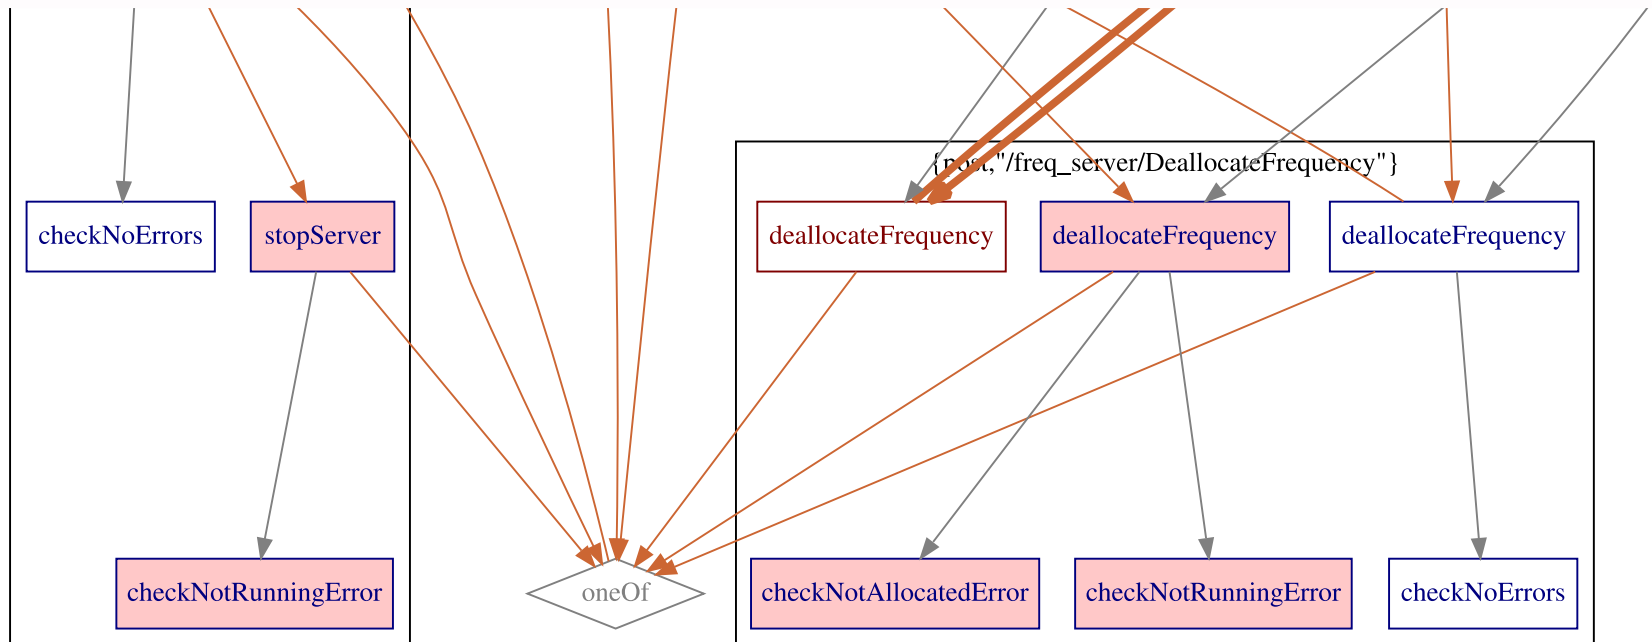 {post,"/freq_server/DeallocateFrequency"}
checkNoErrors
stopServer
deallocateFrequency
deallocateFrequency
deallocateFrequency
checkNotRunningError
oneOf
checkNotAllocatedError
checkNotRunningError
checkNoErrors